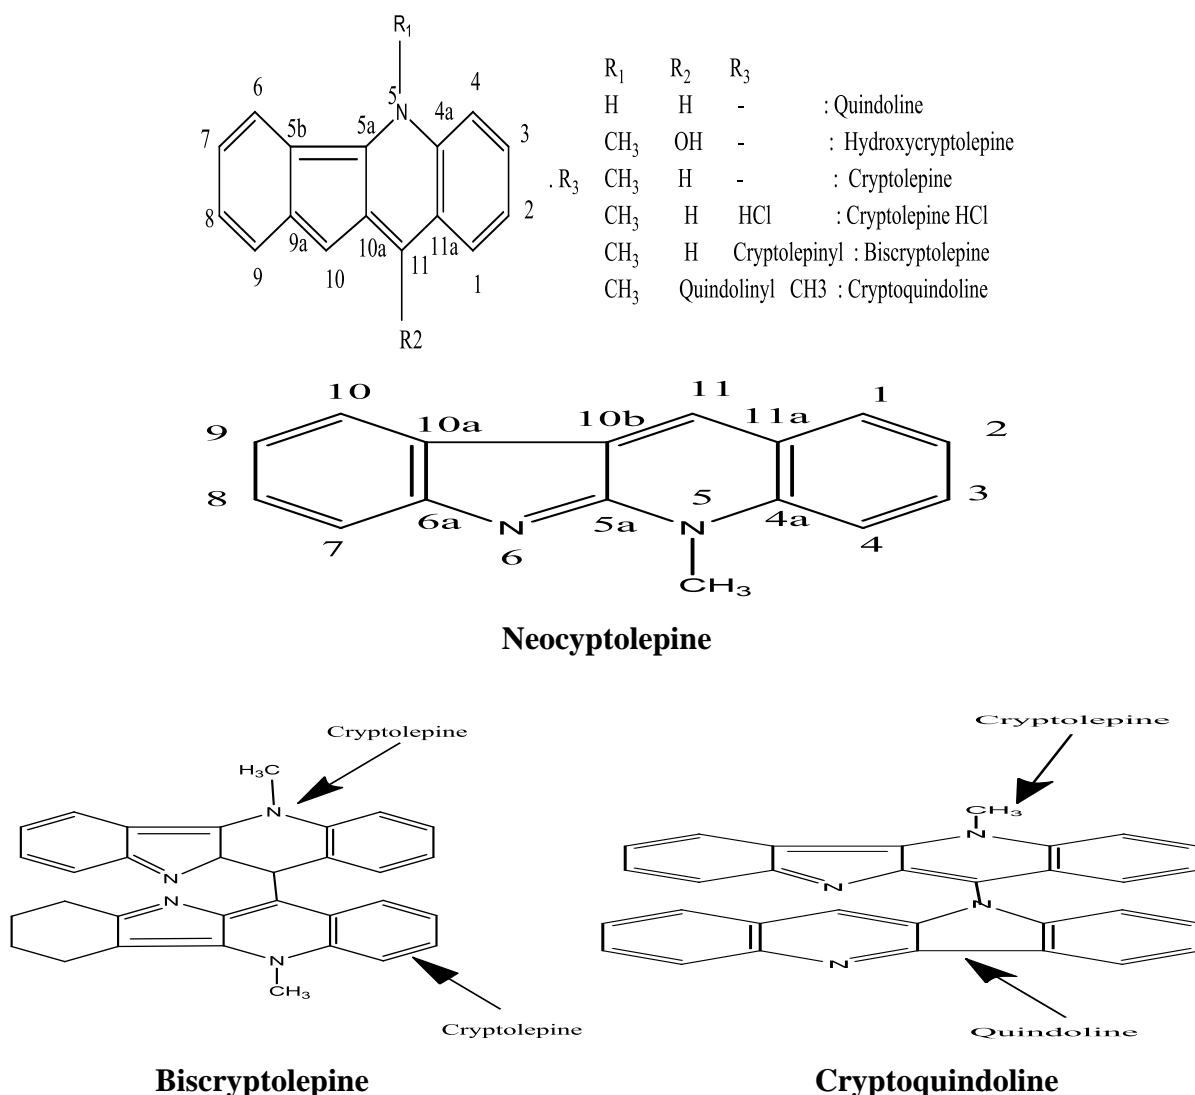 R1
R1 R2 R3
H H - : Quindoline
CH3 OH - : Hydroxycryptolepine
CH3 H - : Cryptolepine
CH3 H HCl : Cryptolepine HCl
CH3 H Cryptolepinyl : Biscryptolepine
CH3 Quindolinyl CH3 : Cryptoquindoline
. R3
6 5 4
N
5b 5a 4a
7 3
8 2
9a 10a 11a
9 10 11 1
R2
10 11 1
9 10a 10b 11a 2
8 6a 5a 5 4a 3
7 N N 4
6
CH3
Neocyptolepine
Cryptolepine
H3C
N
N
N
N
CH3
Cryptolepine
Biscryptolepine
Cryptolepine
CH3
N
N
N
N
Quindoline
Cryptoquindoline